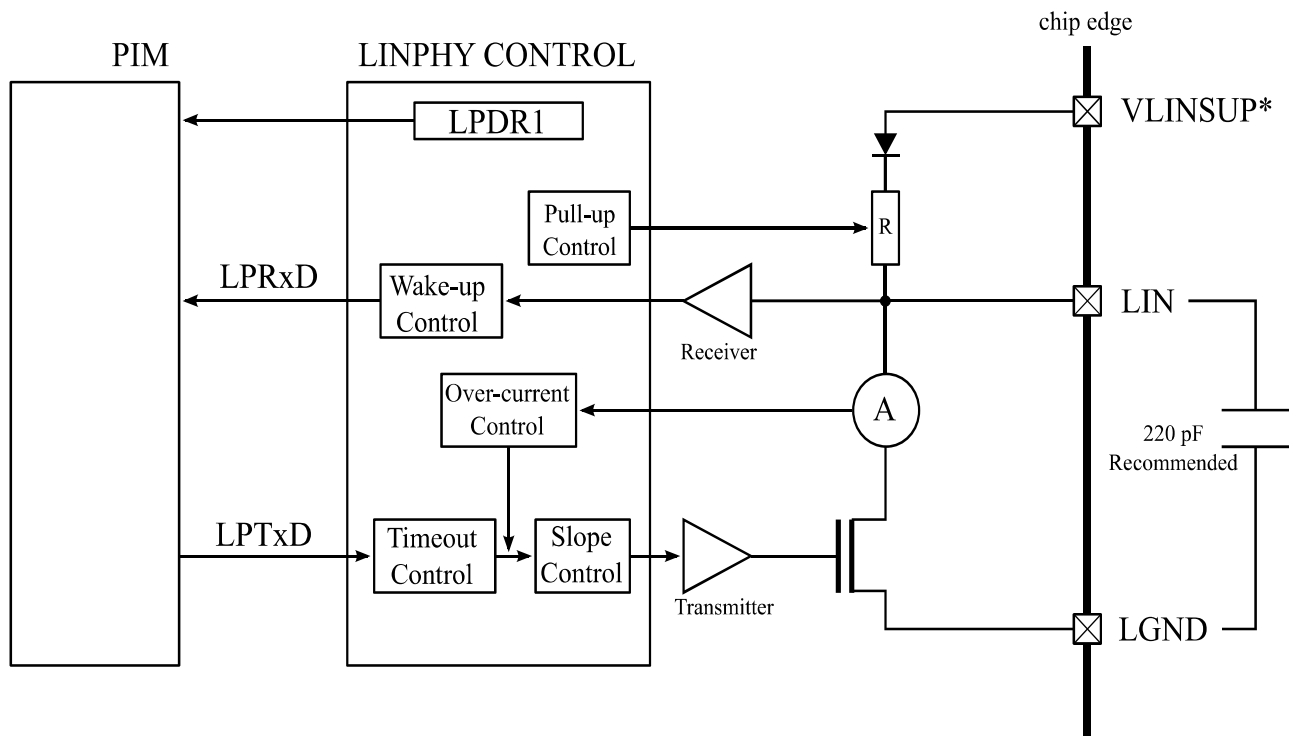 chip edge
PIM
LINPHY CONTROL
VLINSUP*
LPDR1
Pull-up
Control
R
LPRxD
Wake-up
Control
Receiver
LIN
Over-current
Control
A
220 pF
Recommended
LPTxD
Timeout
Control
Slope
Control
Transmitter
LGND